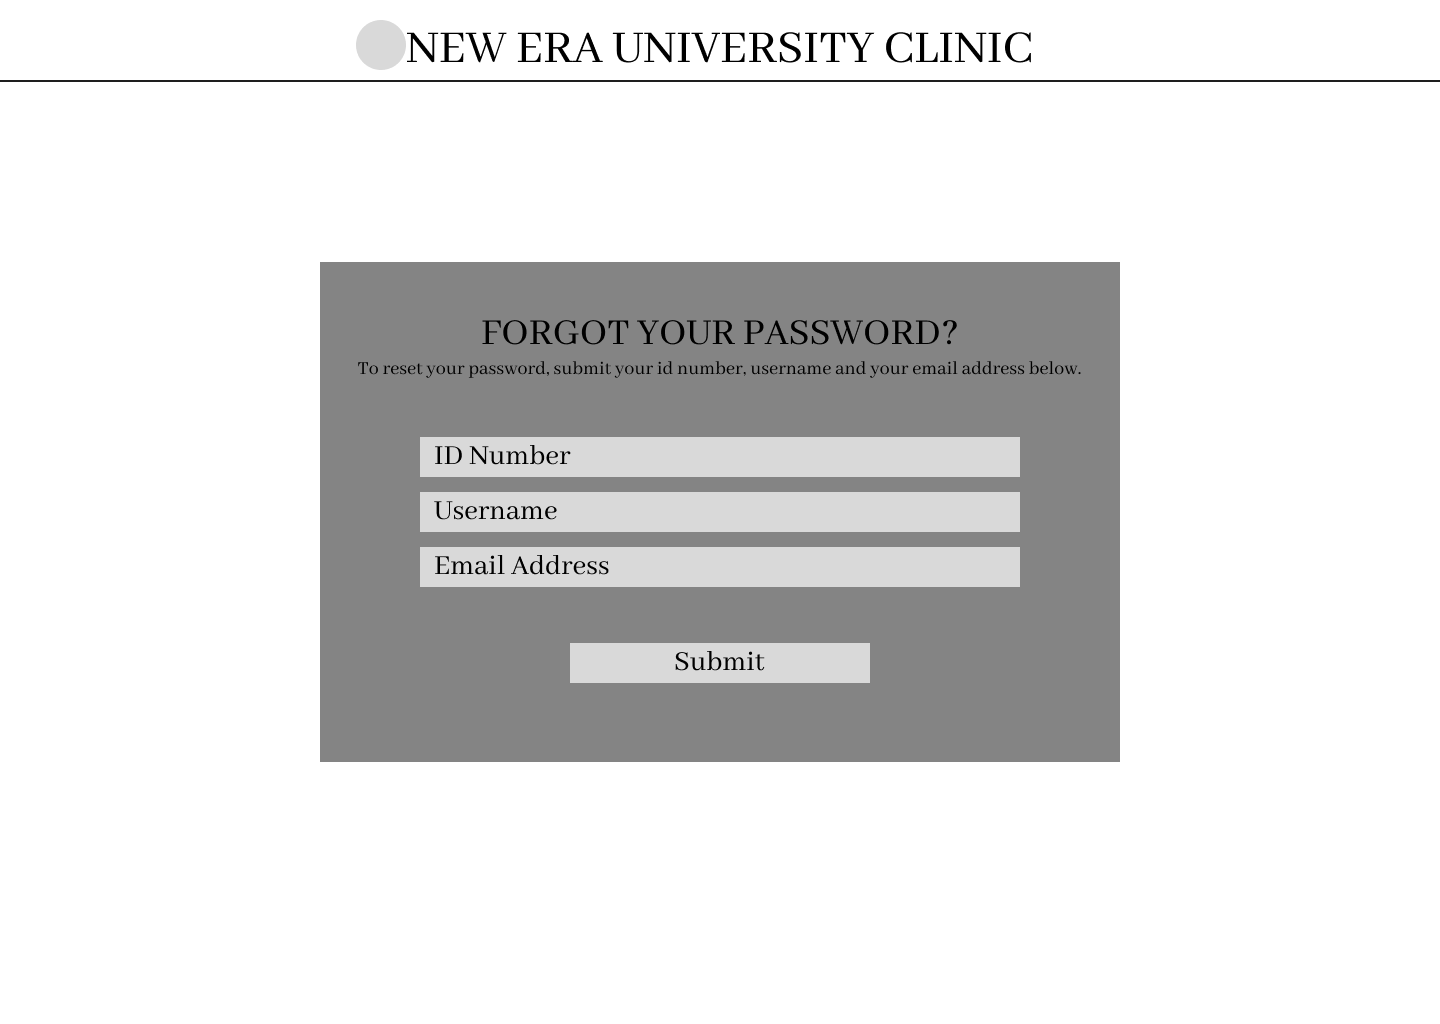 NEW ERA UNIVERSITY CLINIC
FORGOT YOUR PASSWORD?
To reset your password, submit your id number, username and your email address below.
ID Number
Username
Email Address
Submit